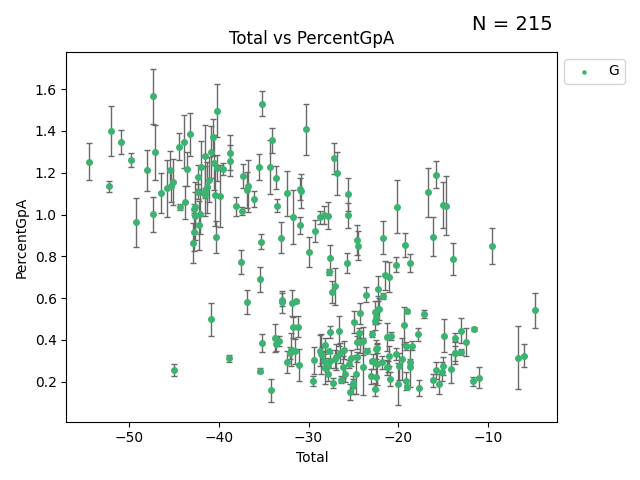 N = 215
Total vs PercentGpA
G
PercentGpA
1.6
1.4
1.2
1.0
0.8
0.6
0.4
0.2
−50 −40 −30 −20 −10
Total